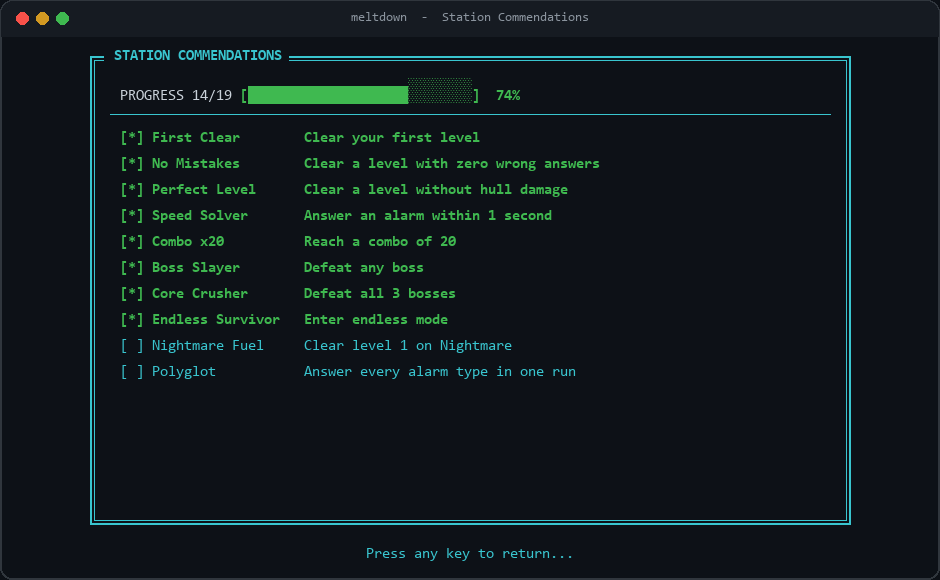 meltdown  -  Station Commendations
STATION COMMENDATIONS
PROGRESS 14/19 [████████████████████░░░░░░░░] 74%
[*] First Clear        Clear your first level
[*] No Mistakes        Clear a level with zero wrong answers
[*] Perfect Level      Clear a level without hull damage
[*] Speed Solver       Answer an alarm within 1 second
[*] Combo x20          Reach a combo of 20
[*] Boss Slayer        Defeat any boss
[*] Core Crusher       Defeat all 3 bosses
[*] Endless Survivor   Enter endless mode
[ ] Nightmare Fuel     Clear level 1 on Nightmare
[ ] Polyglot           Answer every alarm type in one run
Press any key to return...